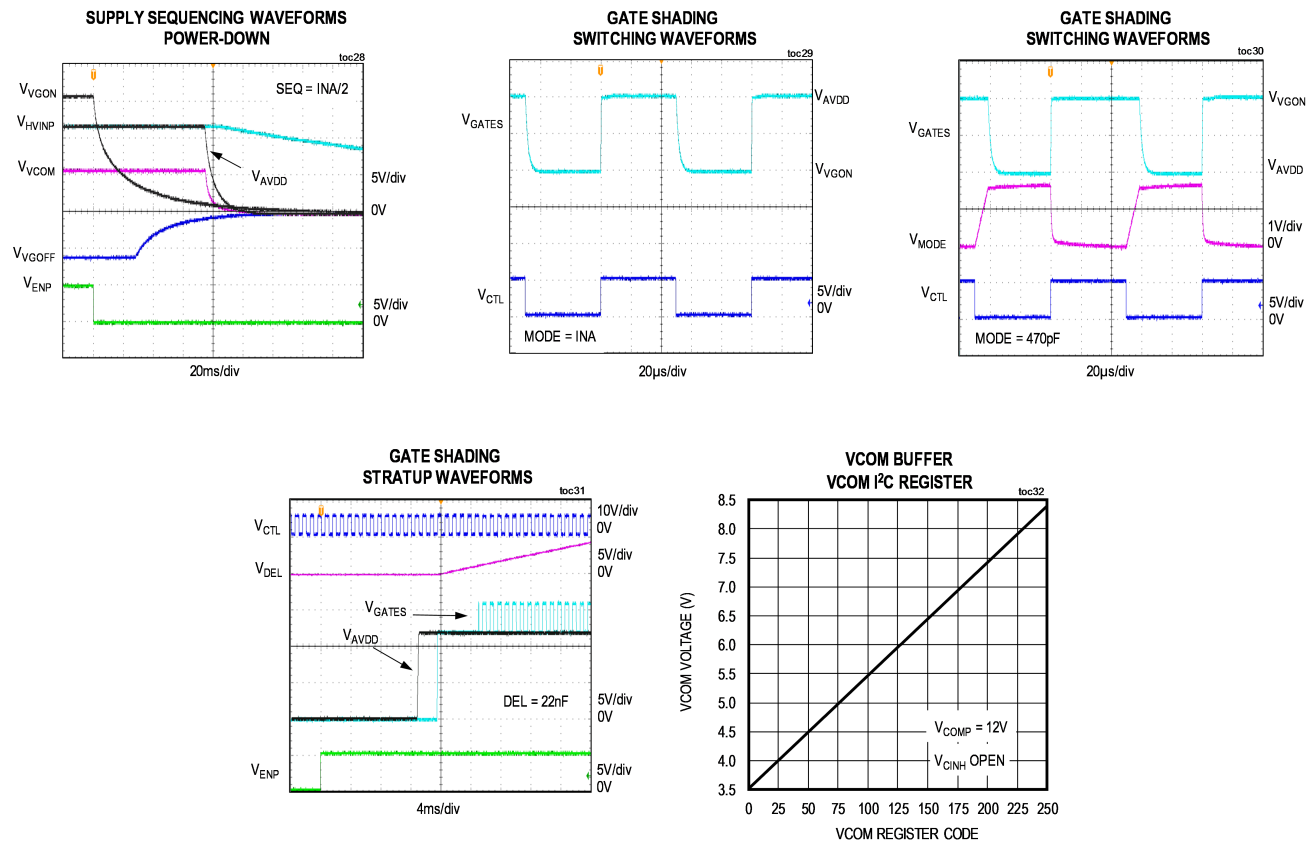 SUPPLY SEQUENCING WAVEFORMS
POWER-DOWN
toc28
VVGON
SEQ = INA/2
VHVINP
VVCOM
VAVDD
5V/div
0V
VVGOFF
VENP
5V/div
0V
20ms/div
GATE SHADING
SWITCHING WAVEFORMS
toc29
VAVDD
VGATES
VVGON
VCTL
5V/div
0V
MODE = INA
20µs/div
GATE SHADING
SWITCHING WAVEFORMS
toc30
VVGON
VGATES
VAVDD
1V/div
VMODE
0V
VCTL
5V/div
0V
MODE = 470pF
20µs/div
GATE SHADING
STRATUP WAVEFORMS
toc31
10V/div
VCTL
0V
5V/div
VDEL
0V
VGATES
VAVDD
DEL = 22nF
5V/div
0V
VENP
5V/div
0V
4ms/div
VCOM BUFFER
VCOM I²C REGISTER
toc32
8.5
8.0
7.5
7.0
6.5
6.0
5.5
5.0
4.5
4.0
3.5
VCOM VOLTAGE (V)
VCOMP = 12V
VCINH OPEN
0 25 50 75 100 125 150 175 200 225 250
VCOM REGISTER CODE